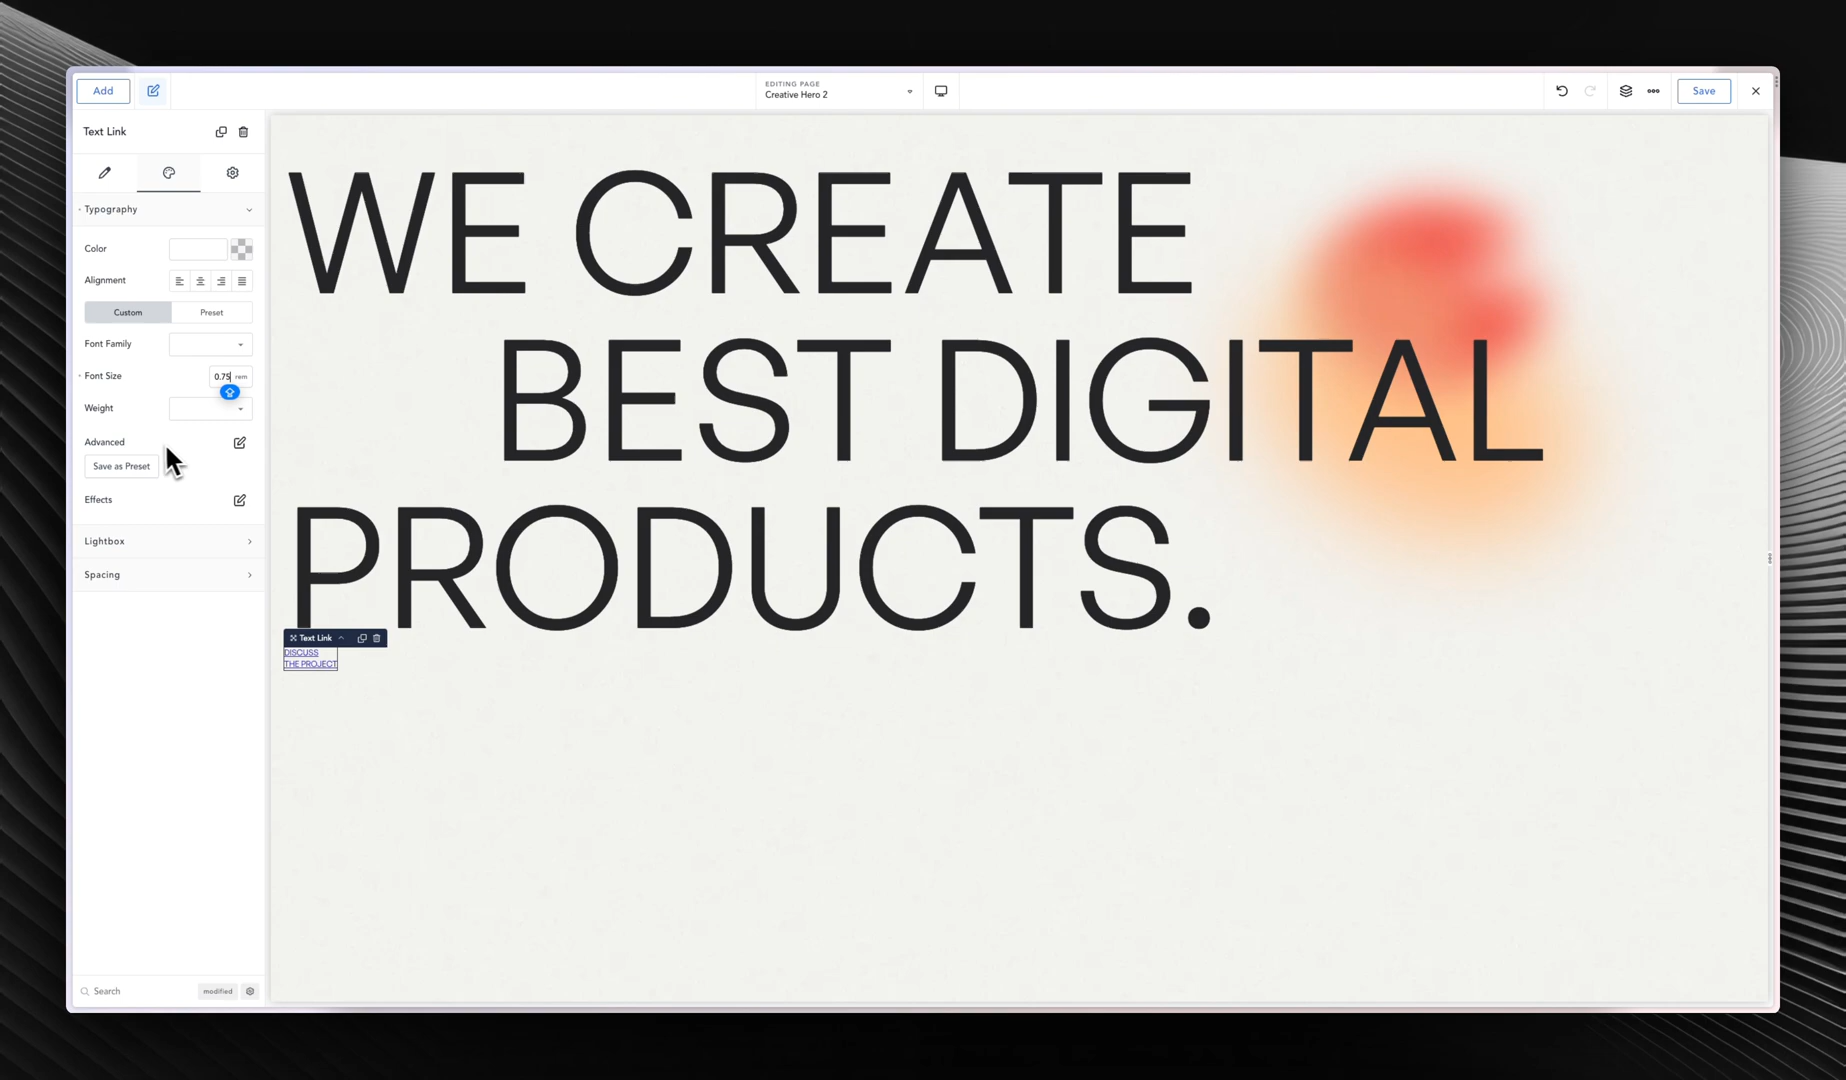 Add
EDITING PAGE
Creative Hero 2
Save
Text Link
Typography
Color
Alignment
Custom Preset
Font Family
Font Size 0.75 rem
Weight
Advanced
Save as Preset
Effects
Lightbox
Spacing
Search modified
WE CREATE
BEST DIGITAL
PRODUCTS.
Text Link
DISCUSS
THE PROJECT